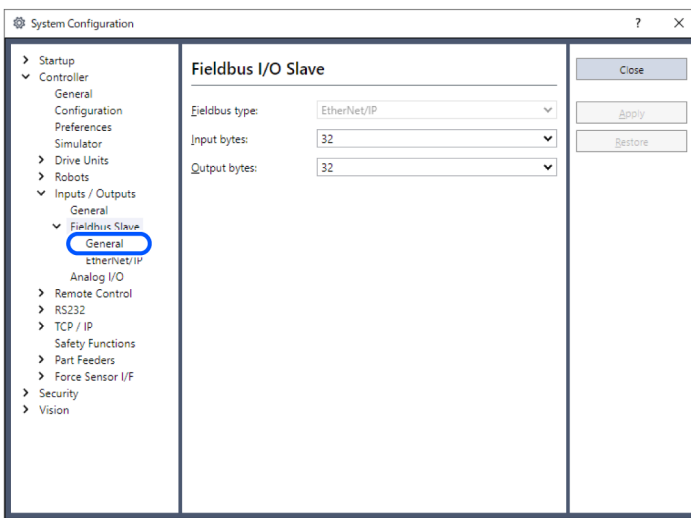 System Configuration
?
Startup
Controller
General
Configuration
Preferences
Simulator
Drive Units
Robots
Inputs / Outputs
General
Fieldbus Slave
General
EtherNet/IP
Analog I/O
Remote Control
RS232
TCP / IP
Safety Functions
Part Feeders
Force Sensor I/F
Security
Vision
Fieldbus I/O Slave
Fieldbus type: EtherNet/IP
Input bytes: 32
Output bytes: 32
Close
Apply
Restore